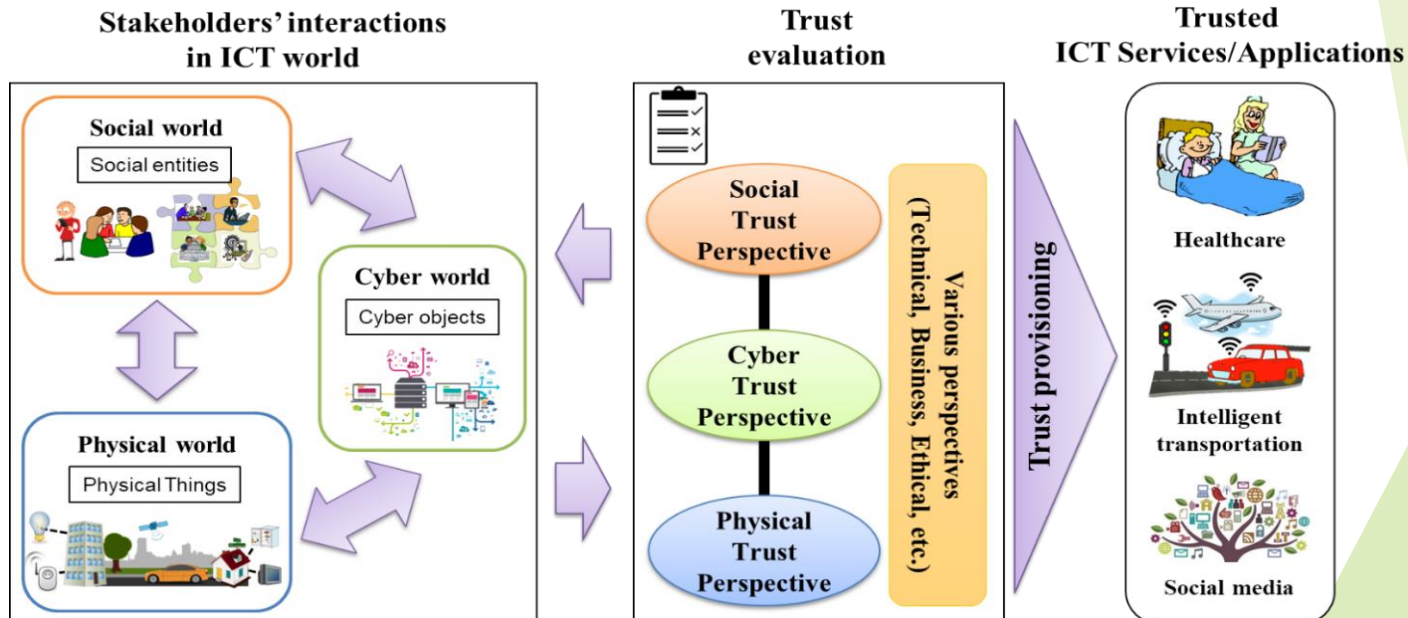 Stakeholders' interactions
in ICT world
Social world
Social entities
Cyber world
Cyber objects
Physical world
Physical Things
Trust
evaluation
Social
Trust
Perspective
Cyber
Trust
Perspective
Physical
Trust
Perspective
Various perspectives
(Technical, Business, Ethical, etc.)
Trust provisioning
Trusted
ICT Services/Applications
Healthcare
Intelligent
transportation
Social media